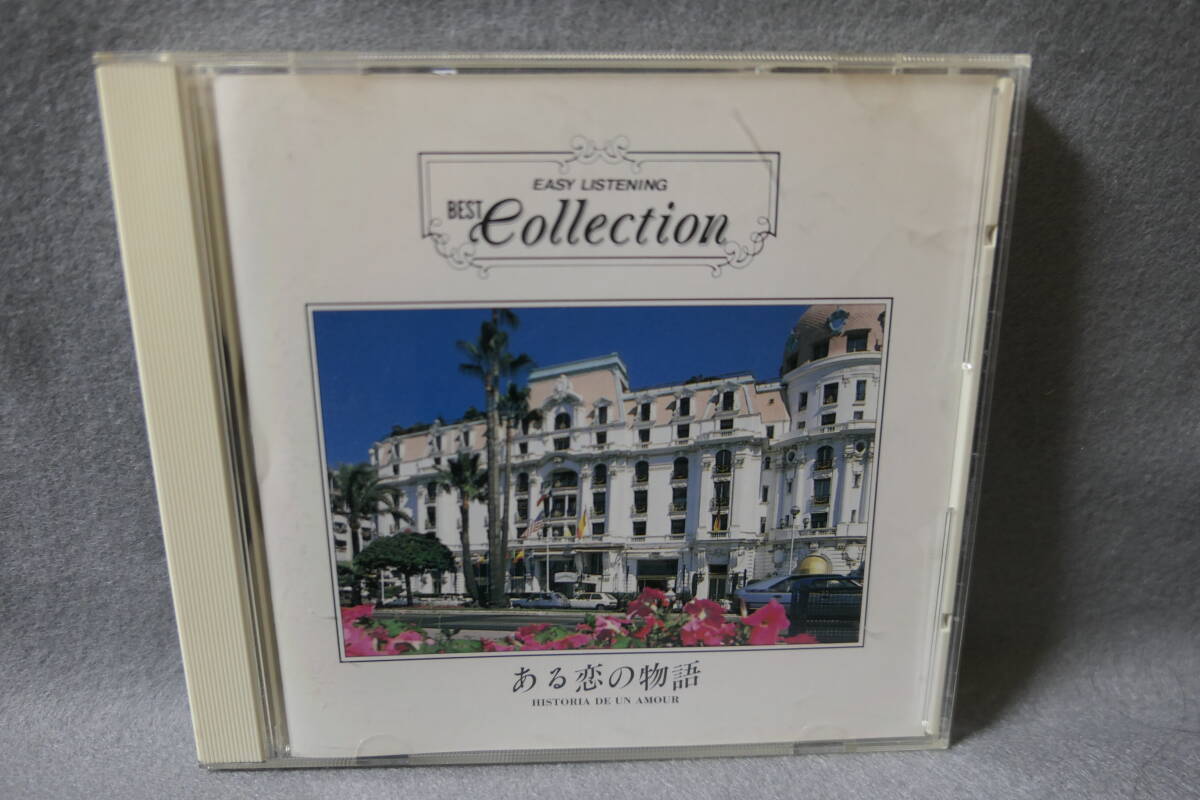 EASY LISTENING
BEST Collection
ある恋の物語
HISTORIA DE UN AMOUR